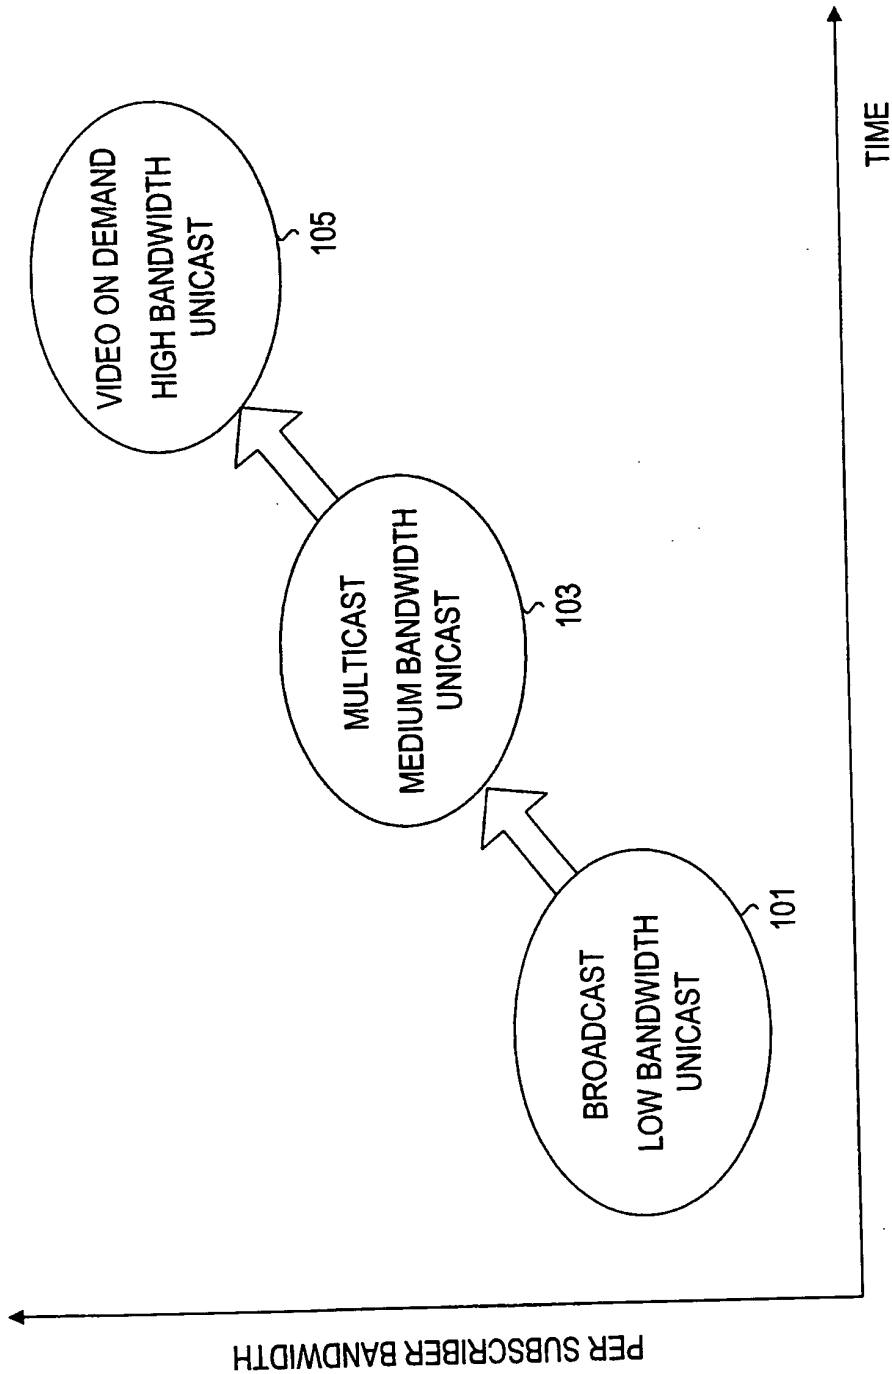 VIDEO ON DEMAND
HIGH BANDWIDTH
UNICAST
105
MULTICAST
MEDIUM BANDWIDTH
UNICAST
103
BROADCAST
LOW BANDWIDTH
UNICAST
101
PER SUBSCRIBER BANDWIDTH
TIME